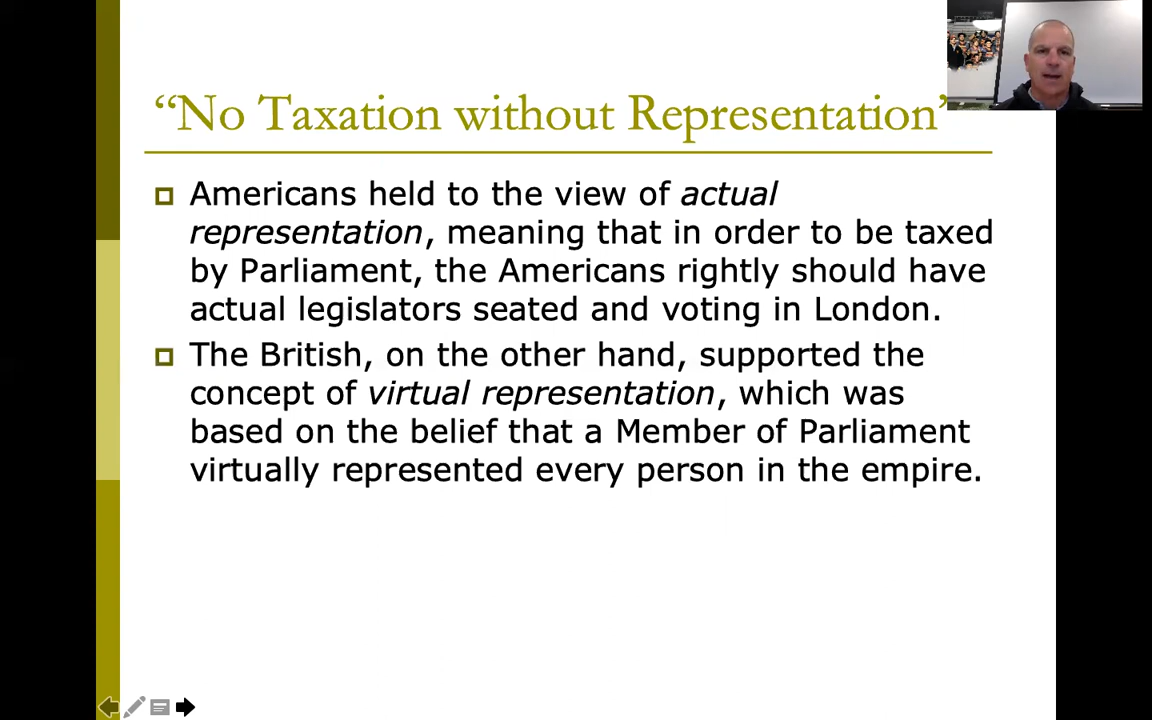 “No Taxation without Representation”
Americans held to the view of actual
representation, meaning that in order to be taxed
by Parliament, the Americans rightly should have
actual legislators seated and voting in London.
The British, on the other hand, supported the
concept of virtual representation, which was
based on the belief that a Member of Parliament
virtually represented every person in the empire.